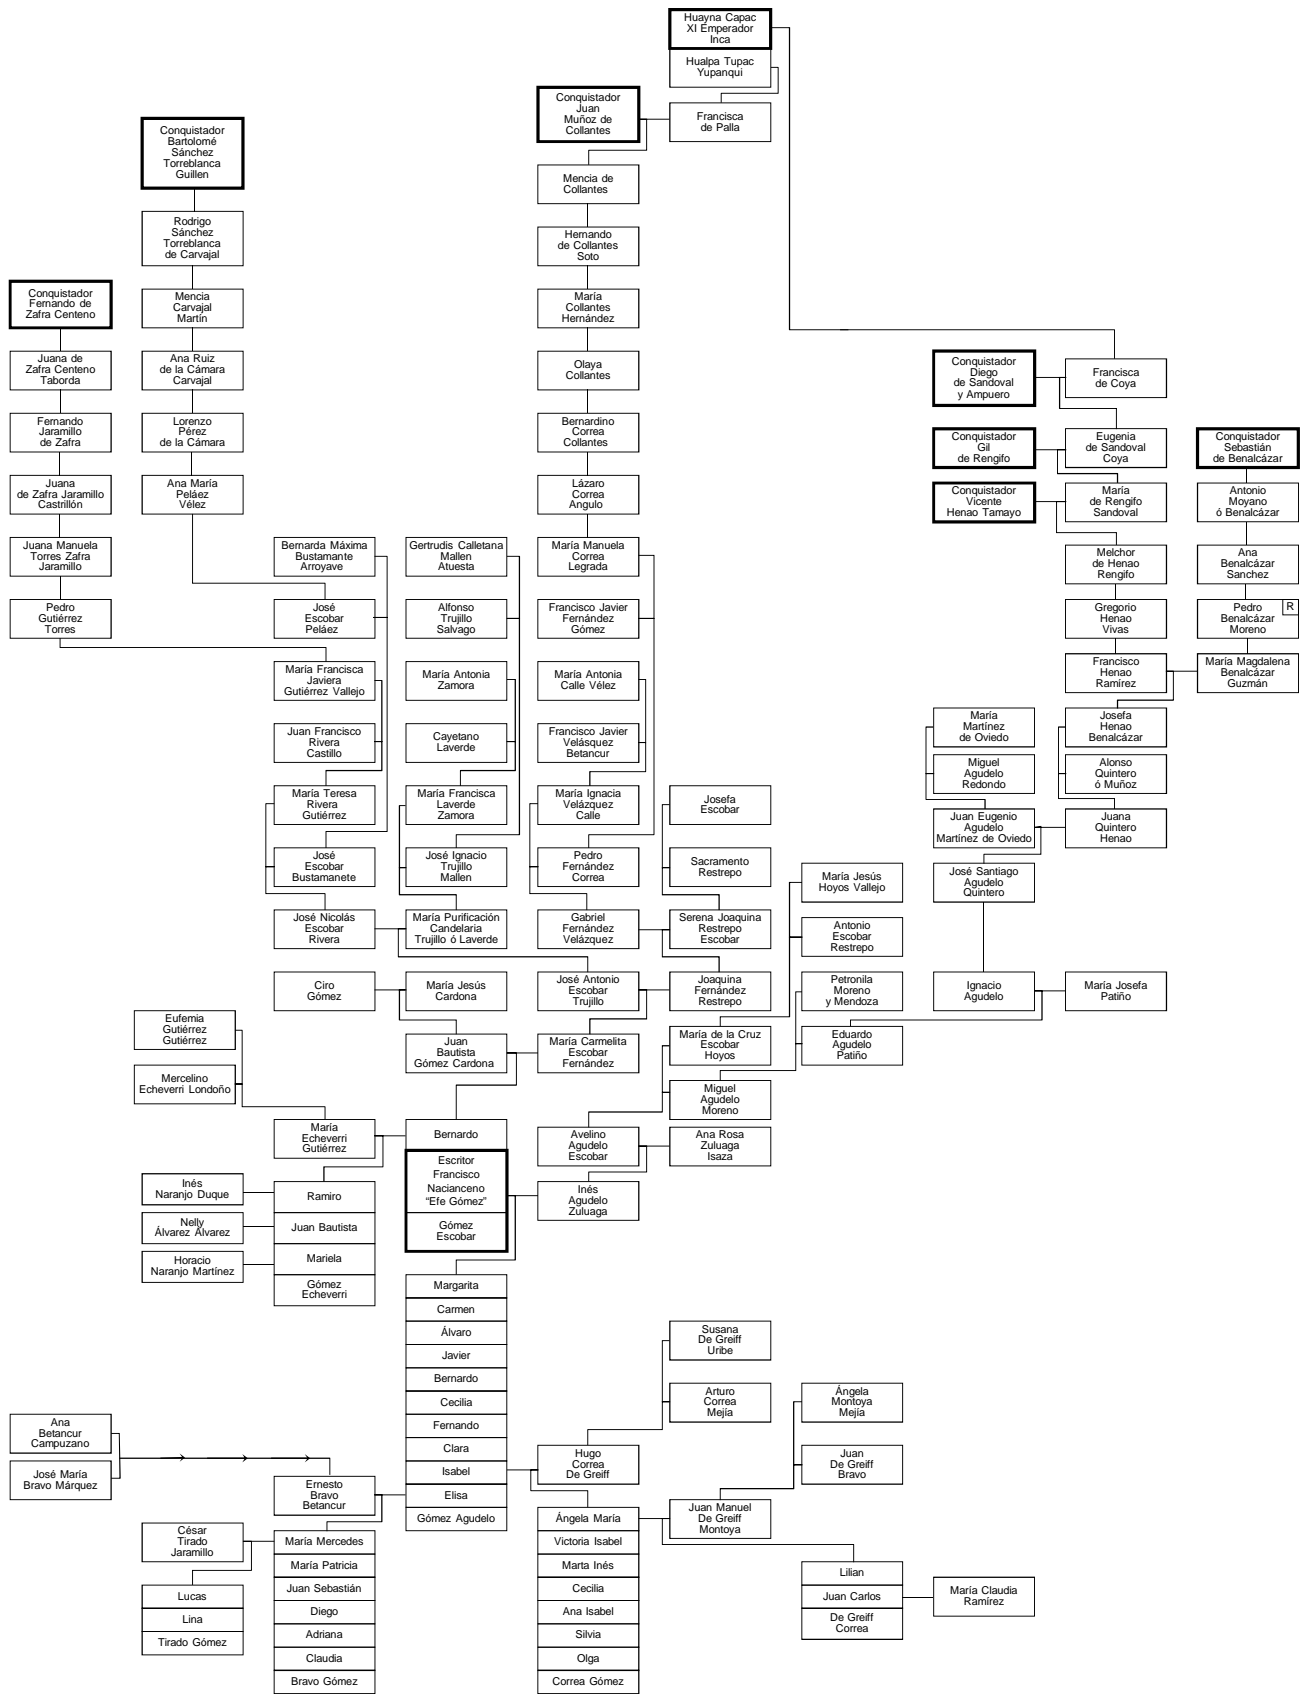 Huayna Capac
XI Emperador
Inca
Hualpa Tupac
Yupanqui
Conquistador
Juan
Muñoz de
Collantes
Francisca
de Palla
Conquistador
Bartolomé
Sánchez
Torreblanca
Guillen
Mencia de
Collantes
Rodrigo
Sánchez
Torreblanca
de Carvajal
Hernando
de Collantes
Soto
Conquistador
Fernando de
Zafra Centeno
Mencia
Carvajal
Martín
María
Collantes
Hernández
Juana de
Zafra Centeno
Taborda
Ana Ruiz
de la Cámara
Carvajal
Olaya
Collantes
Conquistador
Diego
de Sandoval
y Ampuero
Francisca
de Coya
Fernando
Jaramillo
de Zafra
Lorenzo
Pérez
de la Cámara
Bernardino
Correa
Collantes
Conquistador
Gil
de Rengifo
Eugenia
de Sandoval
Coya
Conquistador
Sebastián
de Benalcázar
Juana
de Zafra Jaramillo
Castrillón
Ana María
Peláez
Vélez
Lázaro
Correa
Angulo
Conquistador
Vicente
Henao Tamayo
María
de Rengifo
Sandoval
Antonio
Moyano
ó Benalcázar
Juana Manuela
Torres Zafra
Jaramillo
Bernarda Máxima
Bustamante
Arroyave
Gertrudis Calletana
Mallen
Atuesta
María Manuela
Correa
Legrada
Melchor
de Henao
Rengifo
Ana
Benalcázar
Sanchez
Pedro
Gutiérrez
Torres
José
Escobar
Peláez
Alfonso
Trujillo
Salvago
Francisco Javier
Fernández
Gómez
Gregorio
Henao
Vivas
Pedro
Benalcázar
Moreno
R
María Francisca
Javiera
Gutiérrez Vallejo
María Antonia
Zamora
María Antonia
Calle Vélez
Francisco
Henao
Ramírez
María Magdalena
Benalcázar
Guzmán
Juan Francisco
Rivera
Castillo
Cayetano
Laverde
Francisco Javier
Velásquez
Betancur
María
Martínez
de Oviedo
Josefa
Henao
Benalcázar
Miguel
Agudelo
Redondo
Alonso
Quintero
ó Muñoz
María Teresa
Rivera
Gutiérrez
María Francisca
Laverde
Zamora
María Ignacia
Velázquez
Calle
Josefa
Escobar
Juan Eugenio
Agudelo
Martínez de Oviedo
Juana
Quintero
Henao
José
Escobar
Bustamanete
José Ignacio
Trujillo
Mallen
Pedro
Fernández
Correa
Sacramento
Restrepo
María Jesús
Hoyos Vallejo
José Santiago
Agudelo
Quintero
José Nicolás
Escobar
Rivera
María Purificación
Candelaria
Trujillo ó Laverde
Gabriel
Fernández
Velázquez
Serena Joaquina
Restrepo
Escobar
Antonio
Escobar
Restrepo
Ciro
Gómez
María Jesús
Cardona
José Antonio
Escobar
Trujillo
Joaquina
Fernández
Restrepo
Petronila
Moreno
y Mendoza
Ignacio
Agudelo
María Josefa
Patiño
Eufemia
Gutiérrez
Gutiérrez
Juan
Bautista
Gómez Cardona
María Carmelita
Escobar
Fernández
María de la Cruz
Escobar
Hoyos
Eduardo
Agudelo
Patiño
Mercelino
Echeverri Londoño
Miguel
Agudelo
Moreno
María
Echeverri
Gutiérrez
Bernardo
Avelino
Agudelo
Escobar
Ana Rosa
Zuluaga
Isaza
Inés
Naranjo Duque
Ramiro
Escritor
Francisco
Nacianceno
“Efe Gómez”
Gómez
Escobar
Inés
Agudelo
Zuluaga
Nelly
Álvarez Álvarez
Juan Bautista
Horacio
Naranjo Martínez
Mariela
Gómez
Echeverri
Margarita
Carmen
Álvaro
Javier
Bernardo
Cecilia
Fernando
Clara
Isabel
Elisa
Gómez Agudelo
Susana
De Greiff
Uribe
Arturo
Correa
Mejía
Ángela
Montoya
Mejía
Ana
Betancur
Campuzano
Hugo
Correa
De Greiff
Juan
De Greiff
Bravo
José María
Bravo Márquez
Ernesto
Bravo
Betancur
Juan Manuel
De Greiff
Montoya
César
Tirado
Jaramillo
María Mercedes
María Patricia
Juan Sebastián
Diego
Adriana
Claudia
Bravo Gómez
Lucas
Lina
Tirado Gómez
Ángela María
Victoria Isabel
Marta Inés
Cecilia
Ana Isabel
Silvia
Olga
Correa Gómez
Lilian
Juan Carlos
De Greiff
Correa
María Claudia
Ramírez